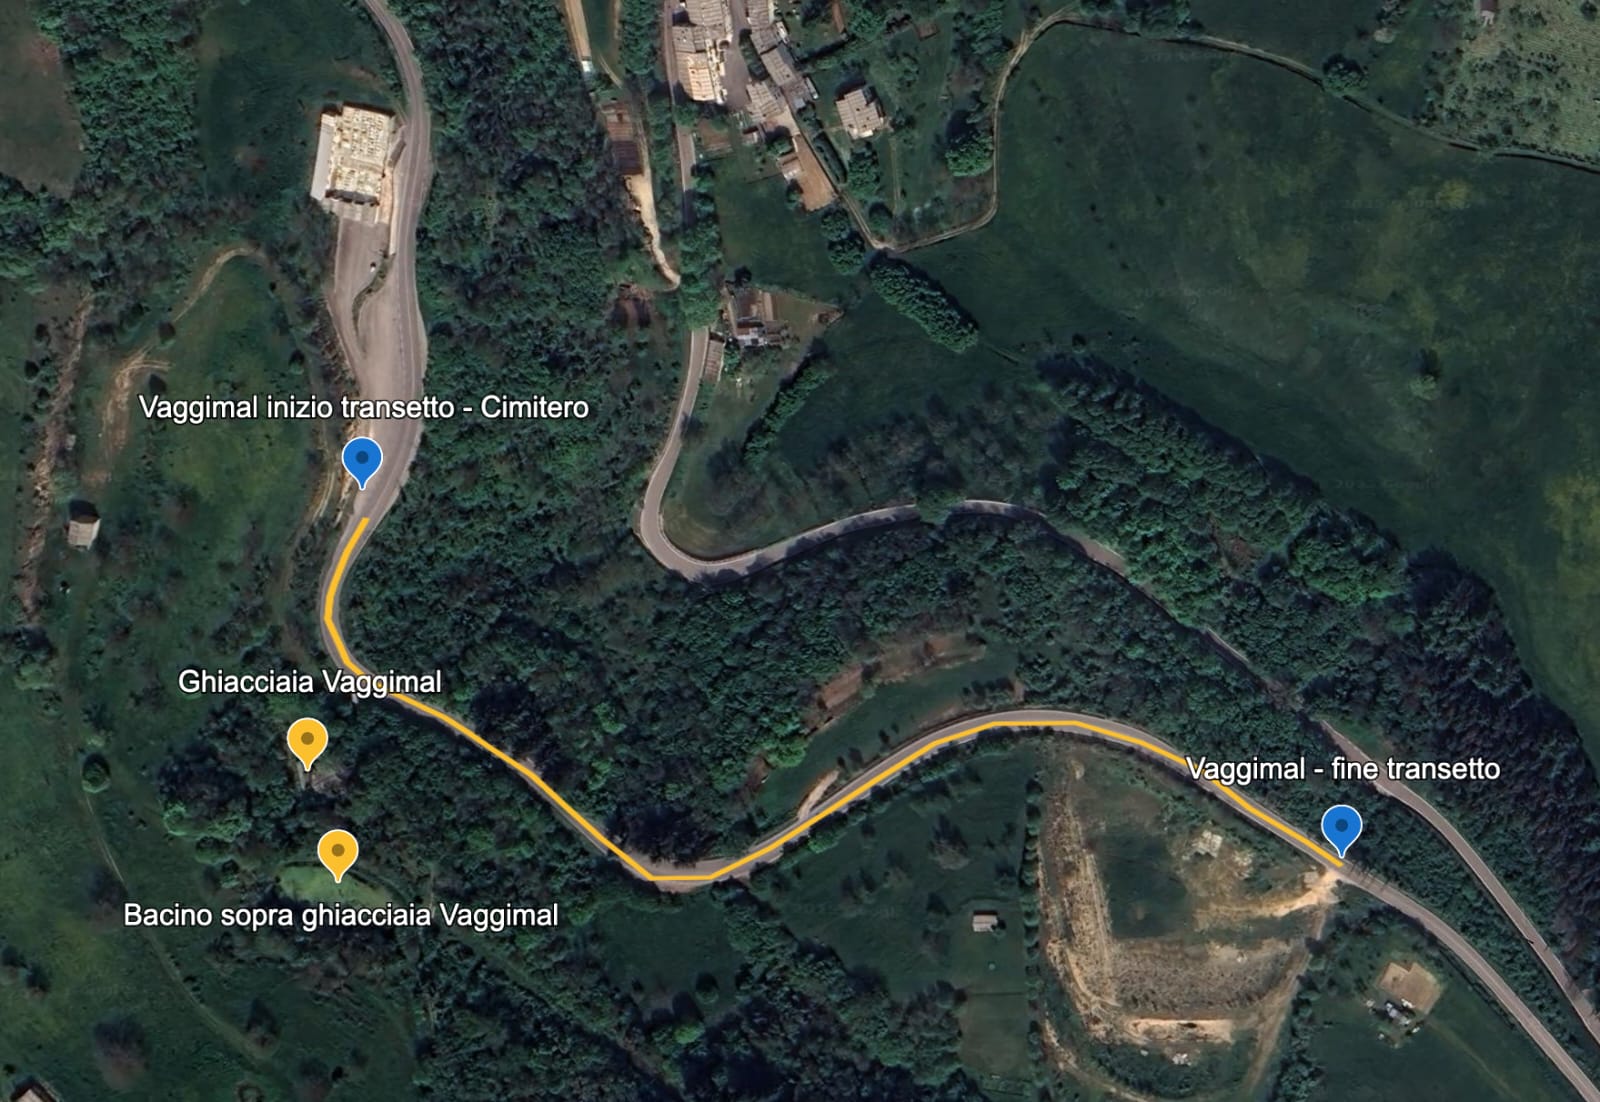 Vaggimal inizio transetto - Cimitero
Ghiacciaia Vaggimal
Vaggimal - fine transetto
Bacino sopra ghiacciaia Vaggimal